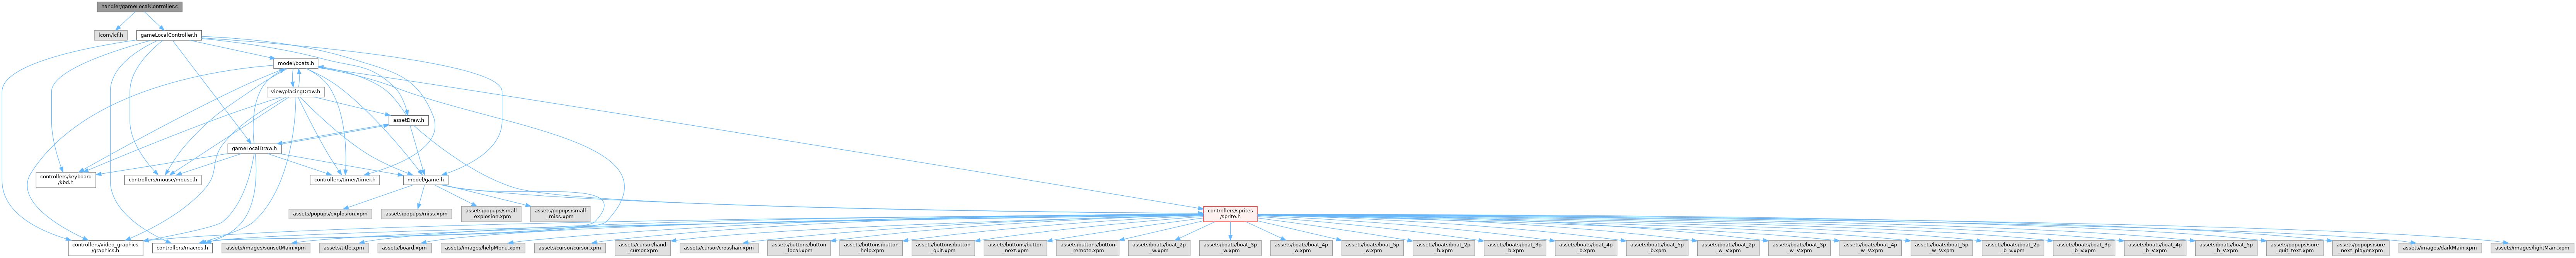 handler/gameLocalController.c
lcom/lcf.h
gameLocalController.h
model/boats.h
view/placingDraw.h
assetDraw.h
gameLocalDraw.h
controllers/keyboard
/kbd.h
controllers/mouse/mouse.h
controllers/timer/timer.h
model/game.h
assets/popups/explosion.xpm
assets/popups/miss.xpm
assets/popups/small
_explosion.xpm
assets/popups/small
_miss.xpm
controllers/sprites
/sprite.h
controllers/video_graphics
/graphics.h
controllers/macros.h
assets/images/sunsetMain.xpm
assets/title.xpm
assets/board.xpm
assets/images/helpMenu.xpm
assets/cursor/cursor.xpm
assets/cursor/hand
_cursor.xpm
assets/cursor/crosshair.xpm
assets/buttons/button
_local.xpm
assets/buttons/button
_help.xpm
assets/buttons/button
_quit.xpm
assets/buttons/button
_next.xpm
assets/buttons/button
_remote.xpm
assets/boats/boat_2p
_w.xpm
assets/boats/boat_3p
_w.xpm
assets/boats/boat_4p
_w.xpm
assets/boats/boat_5p
_w.xpm
assets/boats/boat_2p
_b.xpm
assets/boats/boat_3p
_b.xpm
assets/boats/boat_4p
_b.xpm
assets/boats/boat_5p
_b.xpm
assets/boats/boat_2p
_w_V.xpm
assets/boats/boat_3p
_w_V.xpm
assets/boats/boat_4p
_w_V.xpm
assets/boats/boat_5p
_w_V.xpm
assets/boats/boat_2p
_b_V.xpm
assets/boats/boat_3p
_b_V.xpm
assets/boats/boat_4p
_b_V.xpm
assets/boats/boat_5p
_b_V.xpm
assets/popups/sure
_quit_text.xpm
assets/popups/sure
_next_player.xpm
assets/images/darkMain.xpm
assets/images/lightMain.xpm